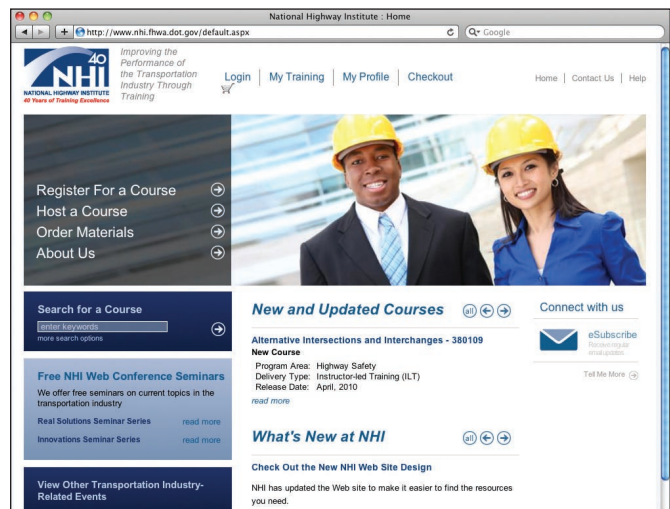 National Highway Institute : Home
http://www.nhi.fhwa.dot.gov/default.aspx
Google
40
NHI
NATIONAL HIGHWAY INSTITUTE
40 Years of Training Excellence
Improving the
Performance of
the Transportation
Industry Through
Training
Login | My Training | My Profile | Checkout
Home | Contact Us | Help
Register For a Course
Host a Course
Order Materials
About Us
Search for a Course
enter keywords
more search options
Free NHI Web Conference Seminars
We offer free seminars on current topics in the
transportation industry
Real Solutions Seminar Series read more
Innovations Seminar Series read more
View Other Transportation Industry-
Related Events
New and Updated Courses all
Alternative Intersections and Interchanges - 380109
New Course
Program Area: Highway Safety
Delivery Type: Instructor-led Training (ILT)
Release Date: April, 2010
read more
What's New at NHI all
Check Out the New NHI Web Site Design
NHI has updated the Web site to make it easier to find the resources
you need.
Connect with us
eSubscribe
Receive regular
email updates
Tell Me More